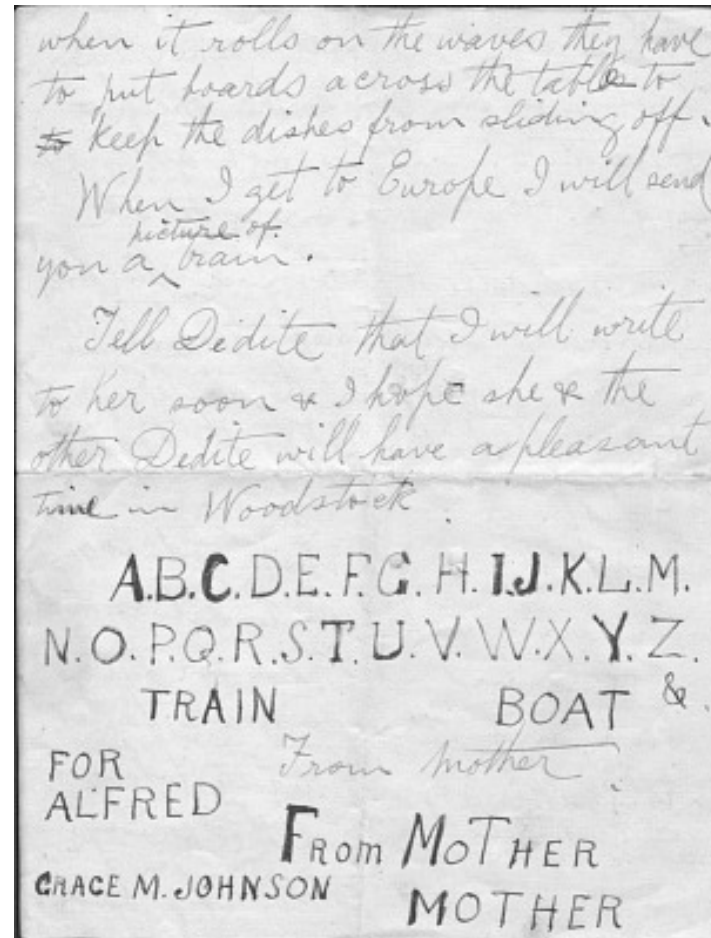 when it rolls on the waves they have
to put boards across the tables to
to keep the dishes from sliding off.
When I get to Europe I will send
picture of
you a train.
Tell Dedite that I will write
to her soon & I hope she & the
other Dedite will have a pleasant
time in Woodstock
A.B.C.D.E.F.G.H.I.J.K.L.M.
N.O.P.Q.R.S.T.U.V.W.X.Y.Z.
&.
TRAIN BOAT
From Mother
FOR
ALFRED
From MoTHER
GRACE M. JOHNSON
MOTHER